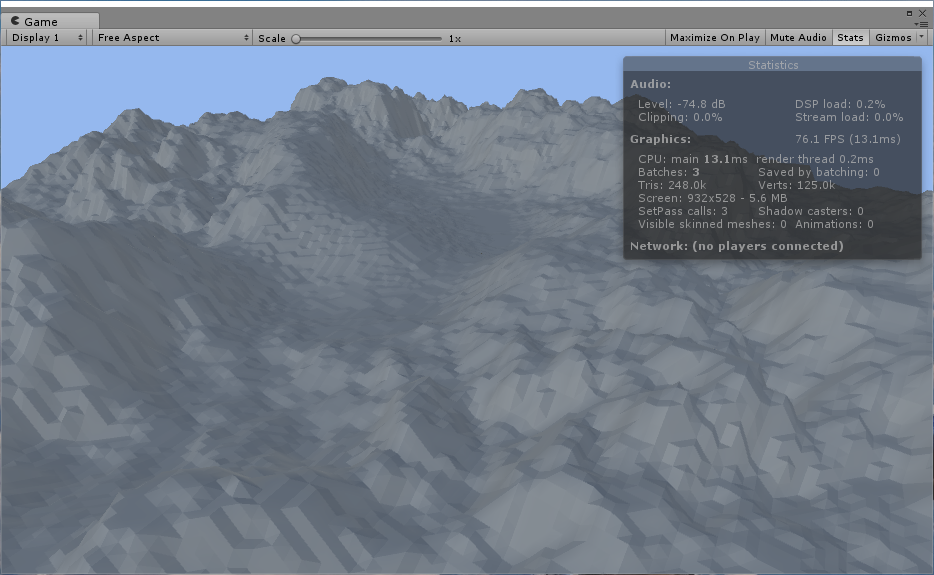 Game
Display 1 Free Aspect Scale 1x Maximize On Play Mute Audio Stats Gizmos
Statistics
Audio:
Level: -74.8 dB DSP load: 0.2%
Clipping: 0.0% Stream load: 0.0%
Graphics: 76.1 FPS (13.1ms)
CPU: main 13.1ms render thread 0.2ms
Batches: 3 Saved by batching: 0
Tris: 248.0k Verts: 125.0k
Screen: 932x528 - 5.6 MB
SetPass calls: 3 Shadow casters: 0
Visible skinned meshes: 0 Animations: 0
Network: (no players connected)